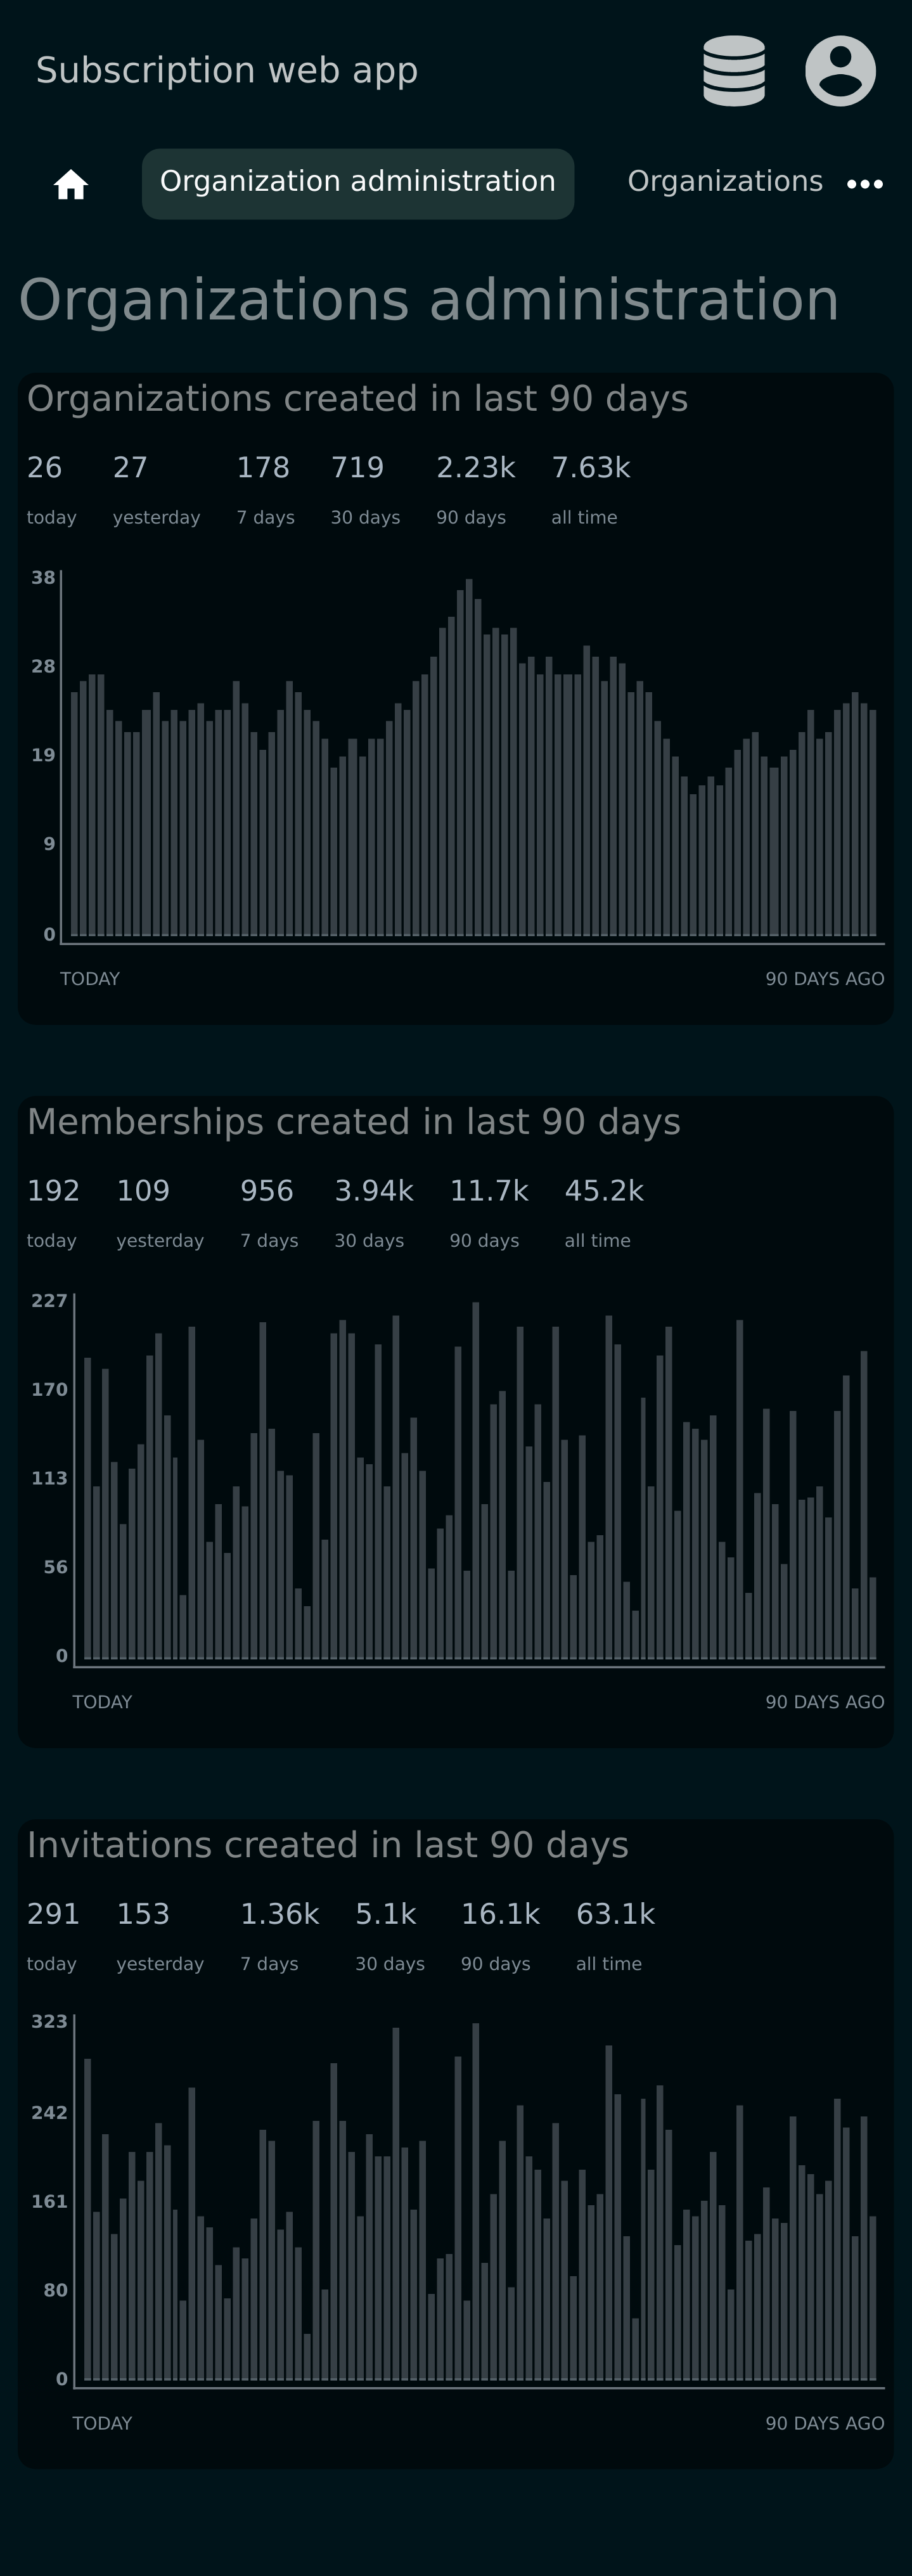 Subscription web app
Organization administration Organizations
Organizations administration
Organizations created in last 90 days
26 27 178 719 2.23k 7.63k
today yesterday 7 days 30 days 90 days all time
38
28
19
9
0
TODAY 90 DAYS AGO
Memberships created in last 90 days
192 109 956 3.94k 11.7k 45.2k
today yesterday 7 days 30 days 90 days all time
227
170
113
56
0
TODAY 90 DAYS AGO
Invitations created in last 90 days
291 153 1.36k 5.1k 16.1k 63.1k
today yesterday 7 days 30 days 90 days all time
323
242
161
80
0
TODAY 90 DAYS AGO